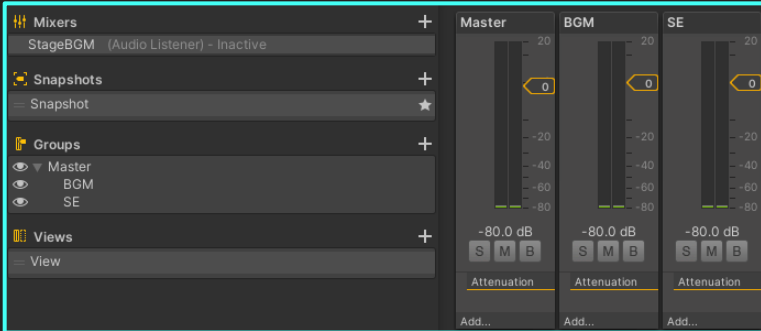 Mixers
StageBGM (Audio Listener) - Inactive
Snapshots
Snapshot
Groups
Master
BGM
SE
Views
View
Master BGM SE
20 20 20
0 0 0
-20 -20 -20
-40 -40 -40
-60 -60 -60
-80 -80 -80
-80.0 dB -80.0 dB -80.0 dB
S M B S M B S M B
Attenuation Attenuation Attenuation
Add... Add... Add...